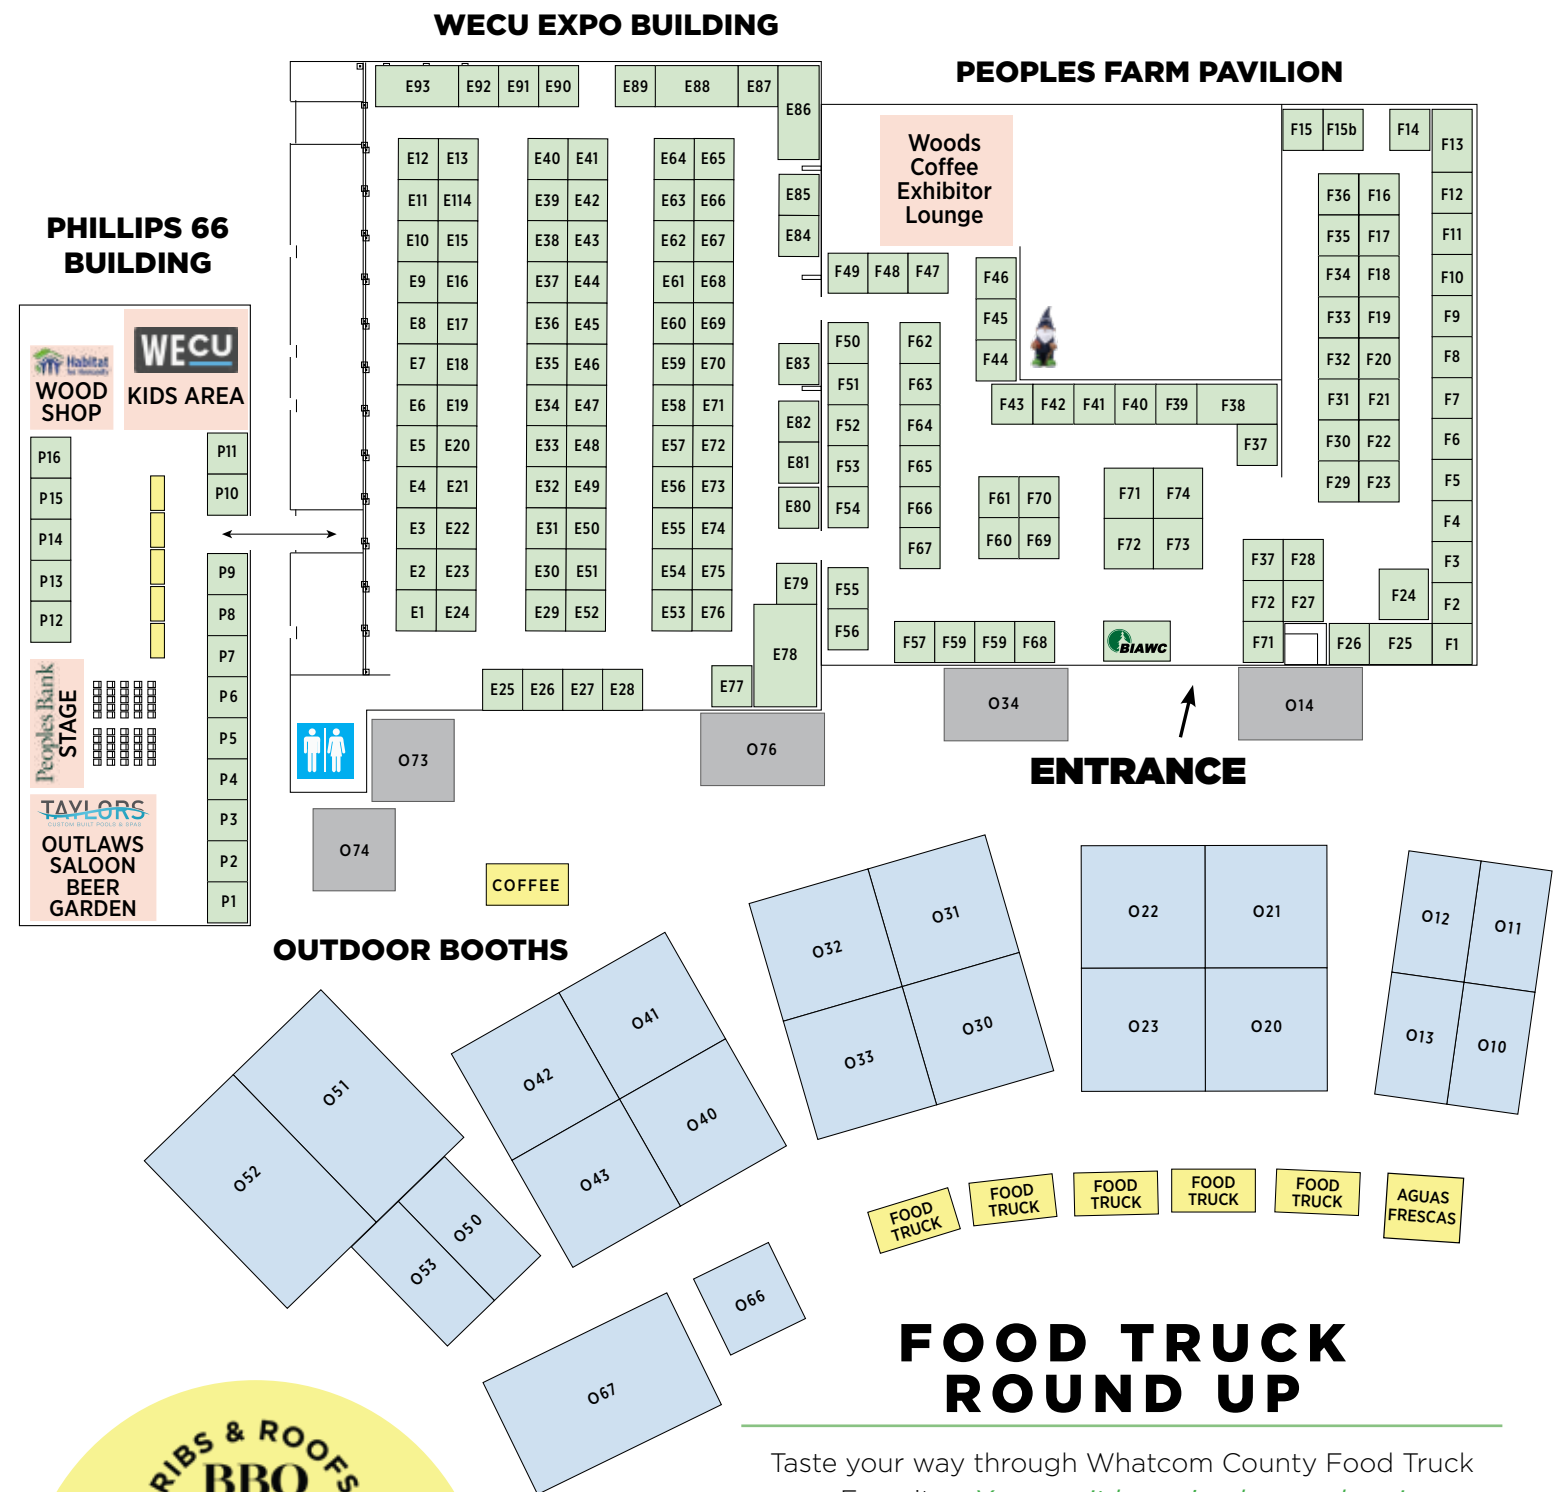 WECU EXPO BUILDING
PEOPLES FARM PAVILION
PHILLIPS 66
BUILDING
E93 E92 E91 E90 E89 E88 E87
E86
E12 E13 E40 E41 E64 E65
E11 E114 E39 E42 E63 E66
E10 E15 E38 E43 E62 E67
E9 E16 E37 E44 E61 E68
E8 E17 E36 E45 E60 E69
E7 E18 E35 E46 E59 E70
E6 E19 E34 E47 E58 E71
E5 E20 E33 E48 E57 E72
E4 E21 E32 E49 E56 E73
E3 E22 E31 E50 E55 E74
E2 E23 E30 E51 E54 E75
E1 E24 E29 E52 E53 E76
E85
E84
E83
E82
E81
E80
E79
E78
E77
E25 E26 E27 E28
Woods
Coffee
Exhibitor
Lounge
F15 F15b F14
F13
F12
F11
F10
F9
F8
F7
F6
F5
F4
F3
F2
F1
F36 F16
F35 F17
F34 F18
F33 F19
F32 F20
F31 F21
F30 F22
F29 F23
F49 F48 F47
F46
F45
F44
F50 F62
F51 F63
F52 F64
F53 F65
F54 F66
F67
F55
F56
F43 F42 F41 F40 F39 F38
F37
F61 F70
F60 F69
F71 F74
F72 F73
F37 F28
F72 F27
F71
F24
F26 F25
F57 F59 F59 F68
BIAWC
Habitat
for Humanity
WOOD
SHOP
WECU
KIDS AREA
P16
P15
P14
P13
P12
P11
P10
P9
P8
P7
P6
P5
P4
P3
P2
P1
Peoples Bank
STAGE
TAYLORS
CUSTOM BUILT POOLS & SPAS
OUTLAWS
SALOON
BEER
GARDEN
O73
O74
O76
O34
O14
ENTRANCE
COFFEE
OUTDOOR BOOTHS
O32 O31
O33 O30
O22 O21
O23 O20
O12 O11
O13 O10
O42 O41
O43 O40
O51
O52
O50
O53
O66
O67
FOOD
TRUCK
FOOD
TRUCK
FOOD
TRUCK
FOOD
TRUCK
FOOD
TRUCK
AGUAS
FRESCAS
FOOD TRUCK
ROUND UP
Taste your way through Whatcom County Food Truck
RIBS & ROOFS
BBQ